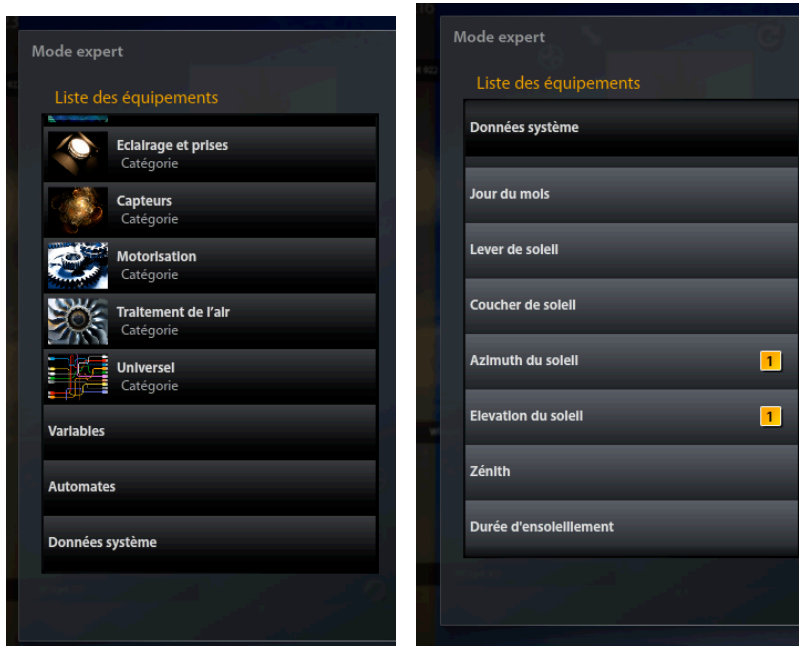 Mode expert
Liste des équipements
Eclairage et prises
Catégorie
Capteurs
Catégorie
Motorisation
Catégorie
Traitement de l'air
Catégorie
Universel
Catégorie
Variables
Automates
Données système
Mode expert
Liste des équipements
Données système
Jour du mois
Lever de soleil
Coucher de soleil
Azimuth du soleil 1
Elevation du soleil 1
Zénith
Durée d'ensoleillement